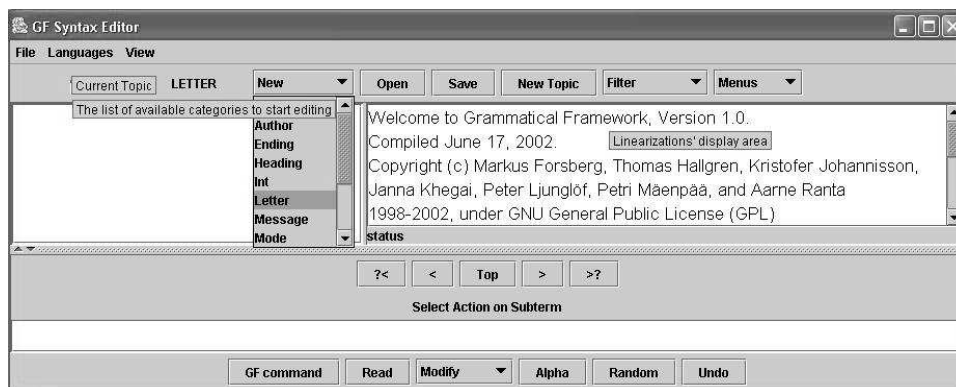 GF Syntax Editor
File Languages View
Current Topic LETTER New Open Save New Topic Filter Menus
The list of available categories to start editing
Author
Ending
Heading
Int
Letter
Message
Mode
Welcome to Grammatical Framework, Version 1.0.
Compiled June 17, 2002.
Linearizations' display area
Copyright (c) Markus Forsberg, Thomas Hallgren, Kristofer Johannisson,
Janna Khegai, Peter Ljunglöf, Petri Mäenpää, and Aarne Ranta
1998-2002, under GNU General Public License (GPL)
status
?< < Top > >?
Select Action on Subterm
GF command Read Modify Alpha Random Undo